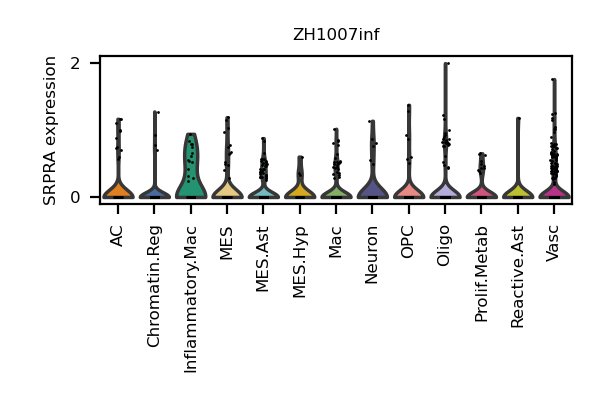 ZH1007inf
SRPRA expression
2
0
AC
Chromatin.Reg
Inflammatory.Mac
MES
MES.Ast
MES.Hyp
Mac
Neuron
OPC
Oligo
Prolif.Metab
Reactive.Ast
Vasc